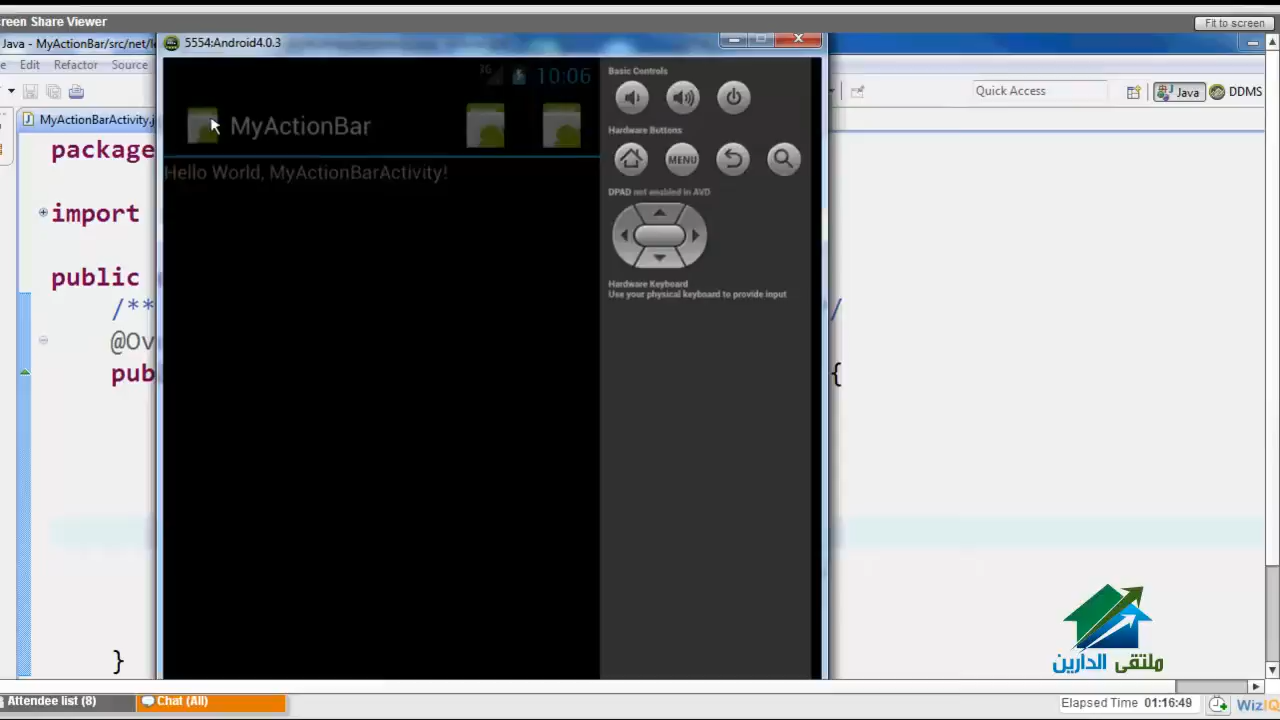 creen Share Viewer
Fit to screen
Java - MyActionBar/src/net/l
5554:Android4.0.3
e Edit Refactor Source
Quick Access
Java
DDMS
MyActionBarActivity.j
3G 10:06
MyActionBar
Hello World, MyActionBarActivity!
Basic Controls
Hardware Buttons
MENU
DPAD not enabled in AVD
Hardware Keyboard
Use your physical keyboard to provide input
package
import
public
/** */
@Ov
pub {
}
ملتقى الدارين
Attendee list (8)
Chat (All)
Elapsed Time 01:16:49
WizIQ